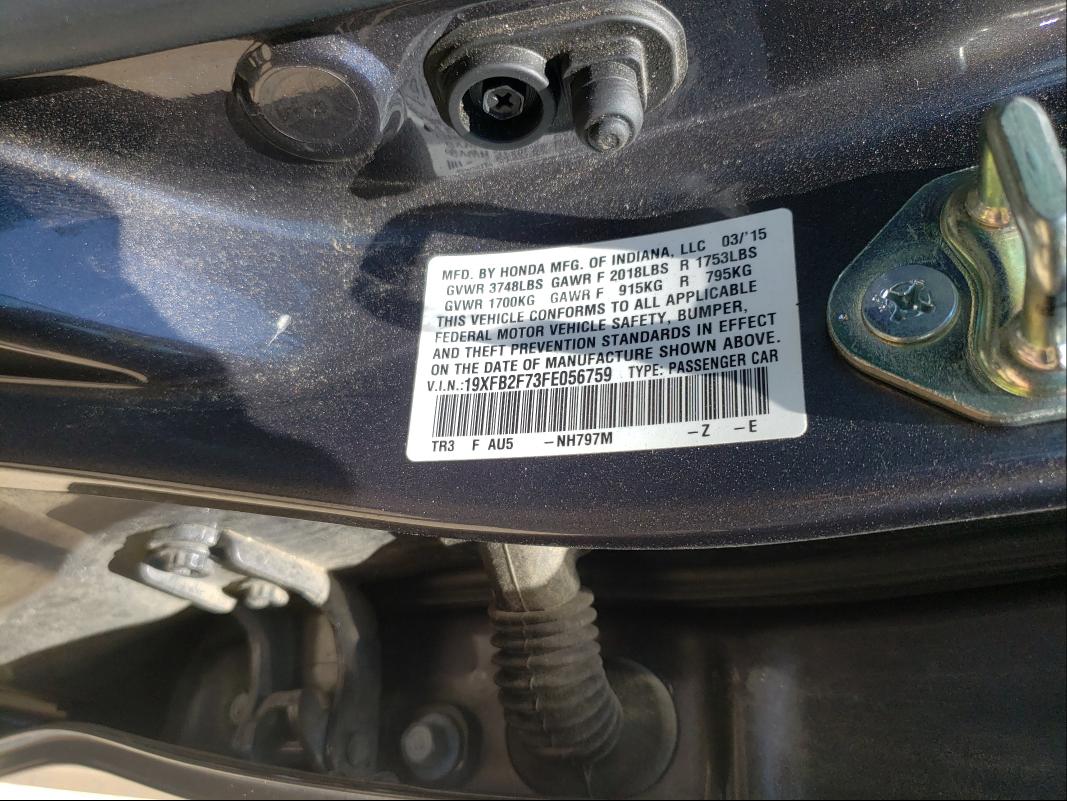 MFD. BY HONDA MFG. OF INDIANA, LLC 03/'15
GVWR 3748LBS GAWR F 2018LBS R 1753LBS
GVWR 1700KG GAWR F 915KG R 795KG
THIS VEHICLE CONFORMS TO ALL APPLICABLE
FEDERAL MOTOR VEHICLE SAFETY, BUMPER,
AND THEFT PREVENTION STANDARDS IN EFFECT
ON THE DATE OF MANUFACTURE SHOWN ABOVE.
V.I.N.:19XFB2F73FE056759 TYPE: PASSENGER CAR
TR3 F AU5 -NH797M -Z -E